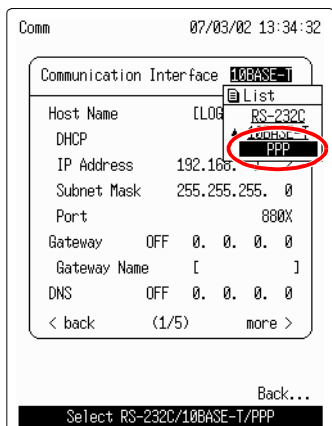 Comm 07/03/02 13:34:32
Communication Interface 10BASE-T
List
Host Name [LOG
RS-232C
DHCP
10BASE-T
PPP
IP Address 192.168.
Subnet Mask 255.255.255. 0
Port 880X
Gateway OFF 0. 0. 0. 0
Gateway Name [ ]
DNS OFF 0. 0. 0. 0
< back (1/5) more >
Back...
Select RS-232C/10BASE-T/PPP